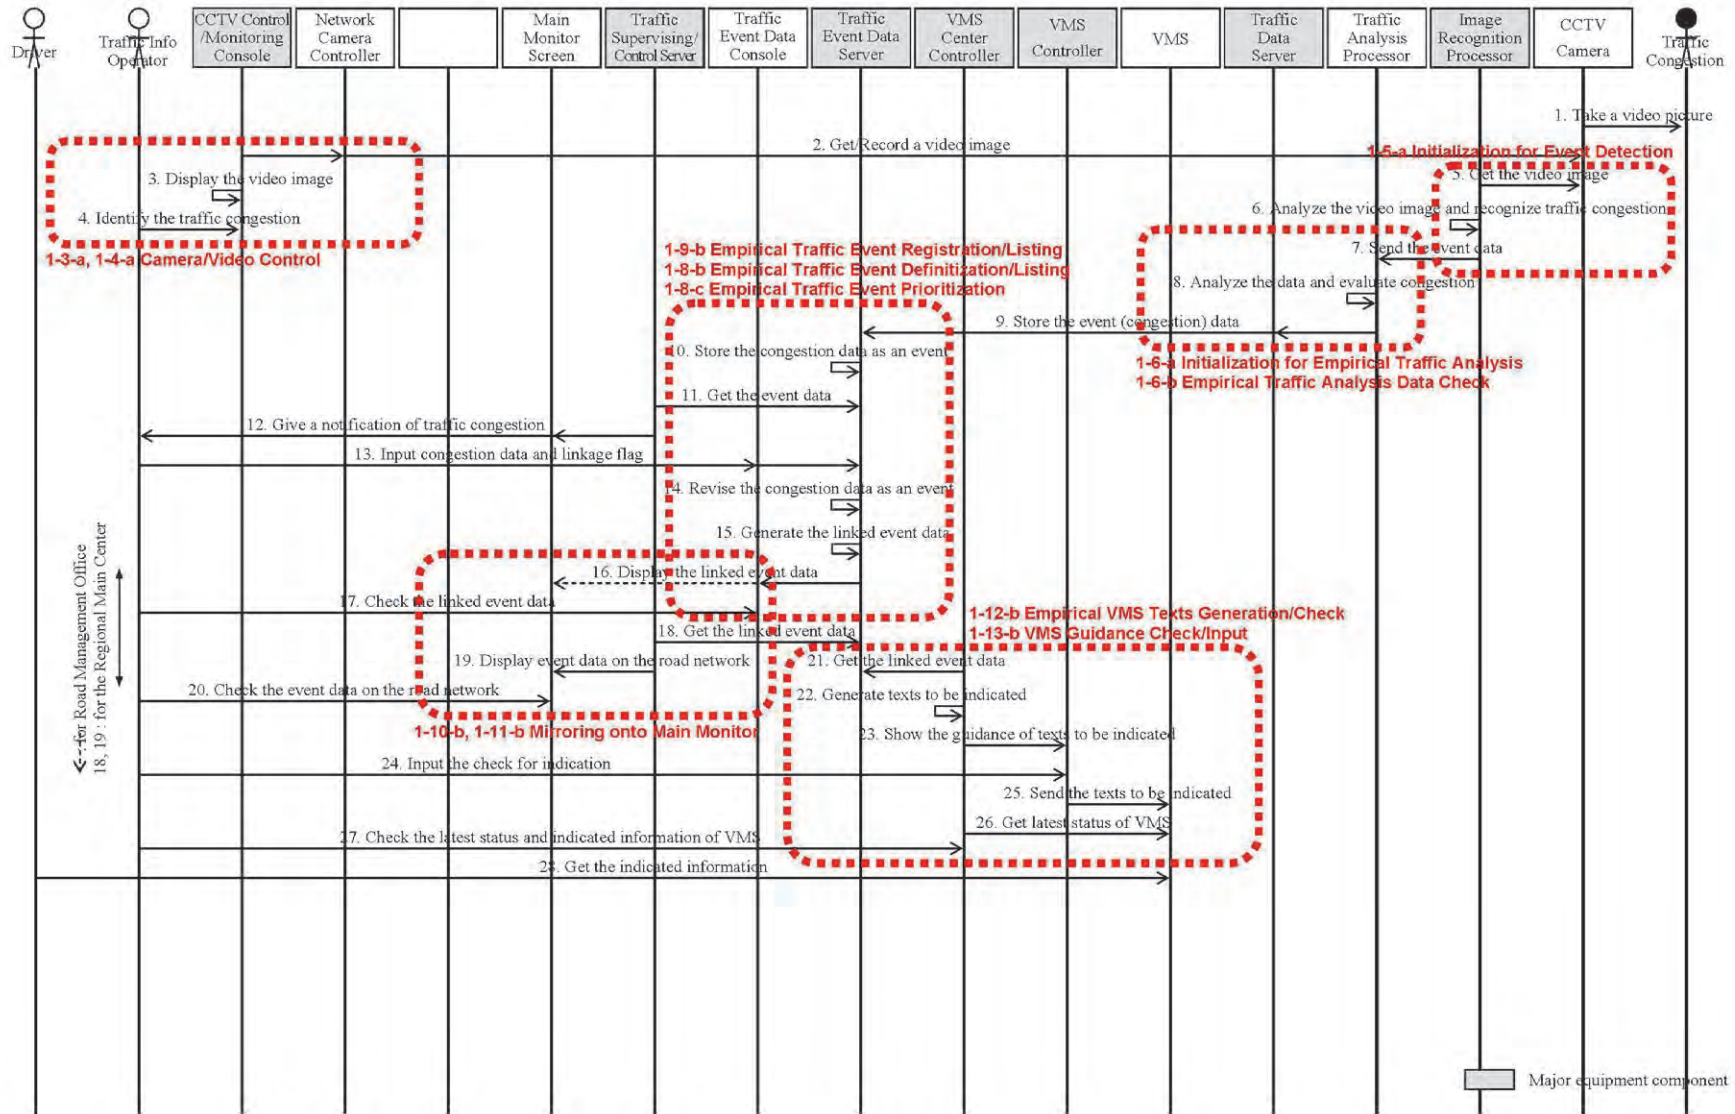 Driver
Traffic Info
Operator
CCTV Control
/Monitoring
Console
Network
Camera
Controller
Main
Monitor
Screen
Traffic
Supervising/
Control Server
Traffic
Event Data
Console
Traffic
Event Data
Server
VMS
Center
Controller
VMS
Controller
VMS
Traffic
Data
Server
Traffic
Analysis
Processor
Image
Recognition
Processor
CCTV
Camera
Traffic
Congestion
1. Take a video picture
2. Get/Record a video image
1-5-a Initialization for Event Detection
3. Display the video image
5. Get the video image
4. Identify the traffic congestion
6. Analyze the video image and recognize traffic congestion
1-3-a, 1-4-a Camera/Video Control
7. Send the event data
1-9-b Empirical Traffic Event Registration/Listing
1-8-b Empirical Traffic Event Definitization/Listing
1-8-c Empirical Traffic Event Prioritization
8. Analyze the data and evaluate congestion
9. Store the event (congestion) data
10. Store the congestion data as an event
1-6-a Initialization for Empirical Traffic Analysis
1-6-b Empirical Traffic Analysis Data Check
11. Get the event data
12. Give a notification of traffic congestion
13. Input congestion data and linkage flag
14. Revise the congestion data as an event
15. Generate the linked event data
16. Display the linked event data
17. Check the linked event data
1-12-b Empirical VMS Texts Generation/Check
1-13-b VMS Guidance Check/Input
18. Get the linked event data
19. Display event data on the road network
21. Get the linked event data
20. Check the event data on the road network
22. Generate texts to be indicated
1-10-b, 1-11-b Mirroring onto Main Monitor
23. Show the guidance of texts to be indicated
24. Input the check for indication
25. Send the texts to be indicated
26. Get latest status of VMS
27. Check the latest status and indicated information of VMS
28. Get the indicated information
<--: for Road Management Office
18, 19 : for the Regional Main Center
Major equipment component